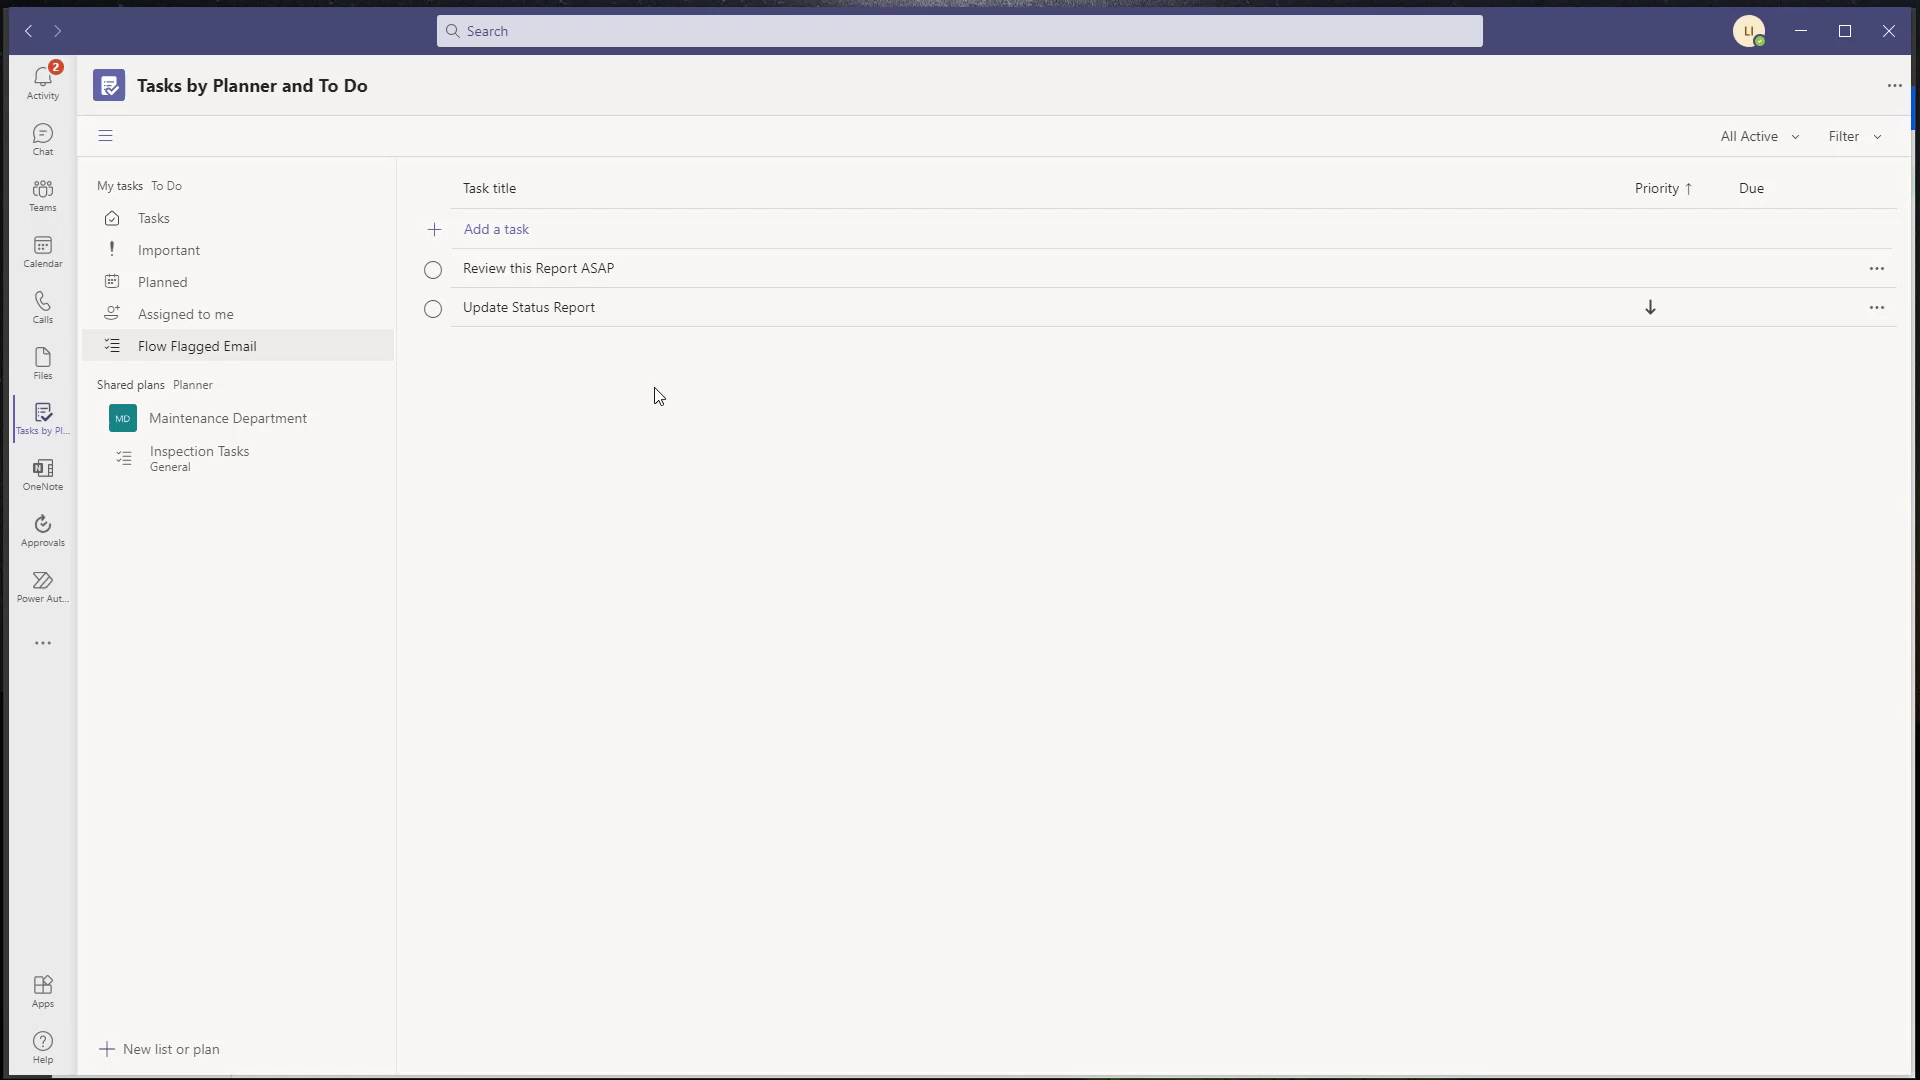 Search
LI
2
Activity
Chat
Teams
Calendar
Calls
Files
Tasks by Pl...
OneNote
Approvals
Power Aut...
Apps
Help
Tasks by Planner and To Do
All Active
Filter
My tasks To Do
Tasks
Important
Planned
Assigned to me
Flow Flagged Email
Shared plans Planner
MD Maintenance Department
Inspection Tasks
General
New list or plan
Task title Priority ↑ Due
Add a task
Review this Report ASAP
Update Status Report